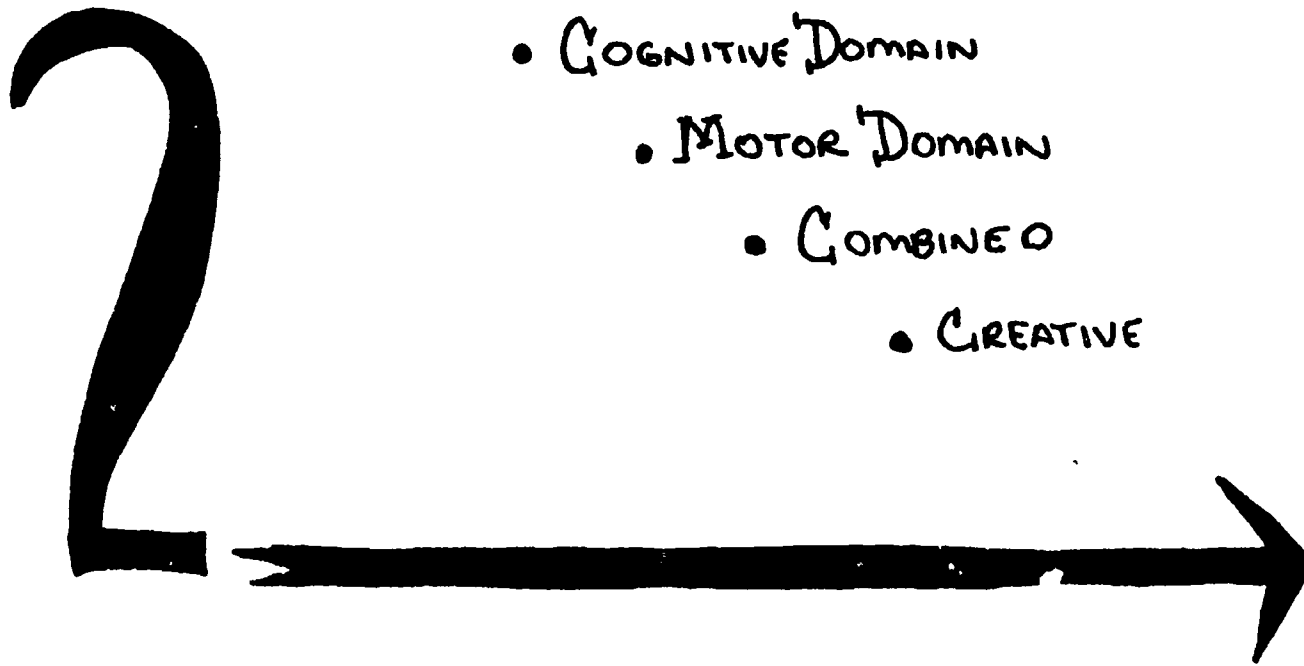 2
• COGNITIVE DOMAIN
• MOTOR DOMAIN
• COMBINED
• CREATIVE